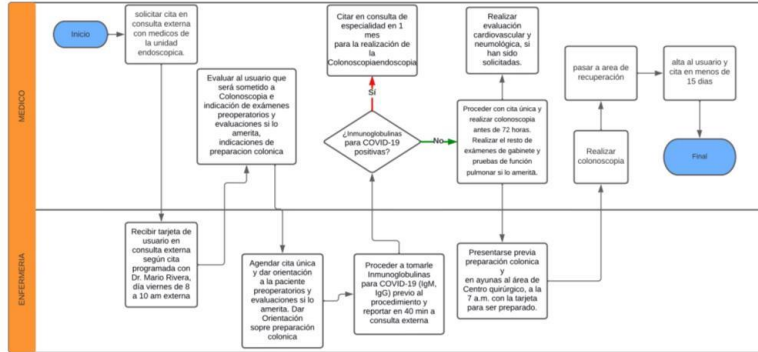 MEDICO
Inicio
solicitar cita en
consulta externa
con medicos de
la unidad
endoscopica.
Evaluar al usuario que
será sometido a
Colonoscopia e
indicación de exámenes
preoperatorios y
evaluaciones si lo
amerita,
indicaciones de
preparacion colonica
Citar en consulta de
especialidad en 1
mes
para la realización de
la
Colonoscopiaendoscopia
Sí
¿Inmunoglobulinas
para COVID-19
positivas?
No
Realizar
evaluación
cardiovascular y
neumológica, si
han sido
solicitadas.
Proceder con cita única y
realizar colonoscopia
antes de 72 horas.
Realizar el resto de
exámenes de gabinete y
pruebas de función
pulmonar si lo ameritá.
pasar a area de
recuperación
Realizar
colonoscopia
alta al usuario y
cita en menos de
15 dias
Final
ENFERMERIA
Recibir tarjeta de
usuario en
consulta externa
según cita
programada con
Dr. Mario Rivera,
día viernes de 8
a 10 am externa
Agendar cita única
y dar orientación
a la paciente
preoperatorios y
evaluaciones si lo
amerita. Dar
Orientación
sopre preparación
colonica
Proceder a tomarle
Inmunoglobulinas
para COVID-19 (IgM,
IgG) previo al
procedimiento y
reportar en 40 min a
consulta externa
Presentarse previa
preparación colonica
y
en ayunas al área de
Centro quirúrgico, a la
7 a.m. con la tarjeta
para ser preparado.